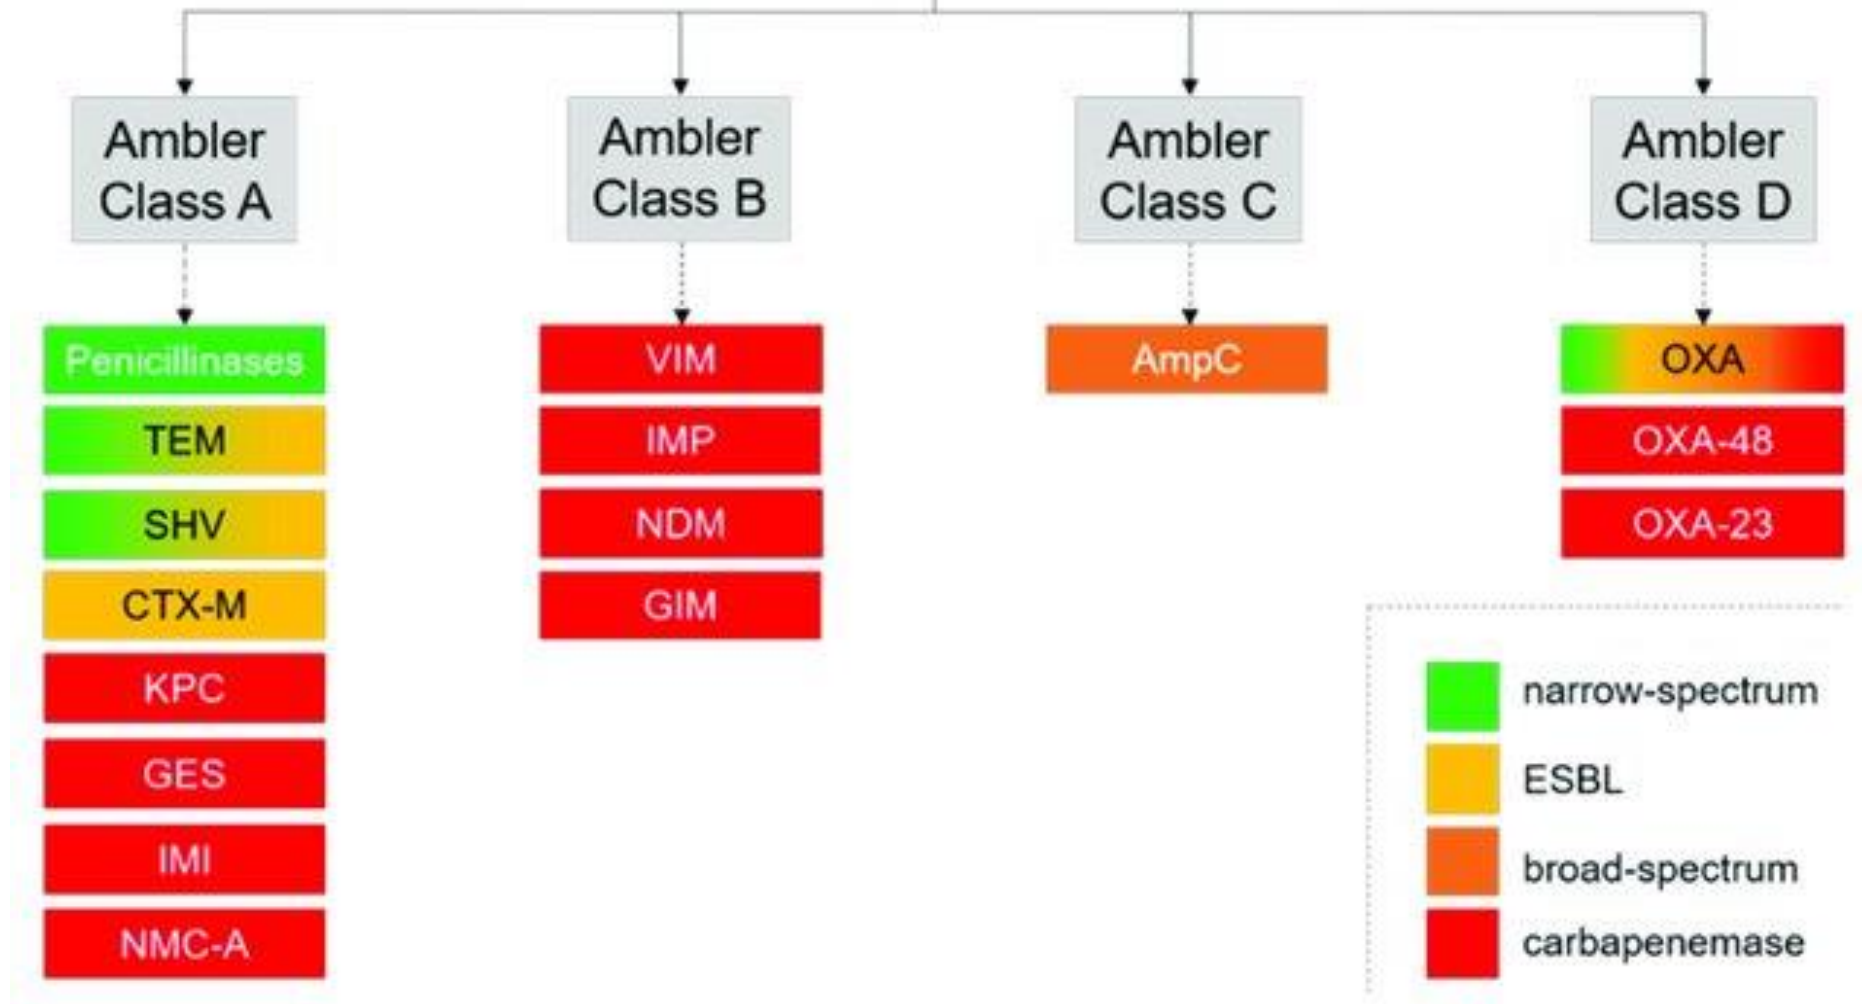 Ambler
Class A
Ambler
Class B
Ambler
Class C
Ambler
Class D
Penicillinases
TEM
SHV
CTX-M
KPC
GES
IMI
NMC-A
VIM
IMP
NDM
GIM
AmpC
OXA
OXA-48
OXA-23
narrow-spectrum
ESBL
broad-spectrum
carbapenemase